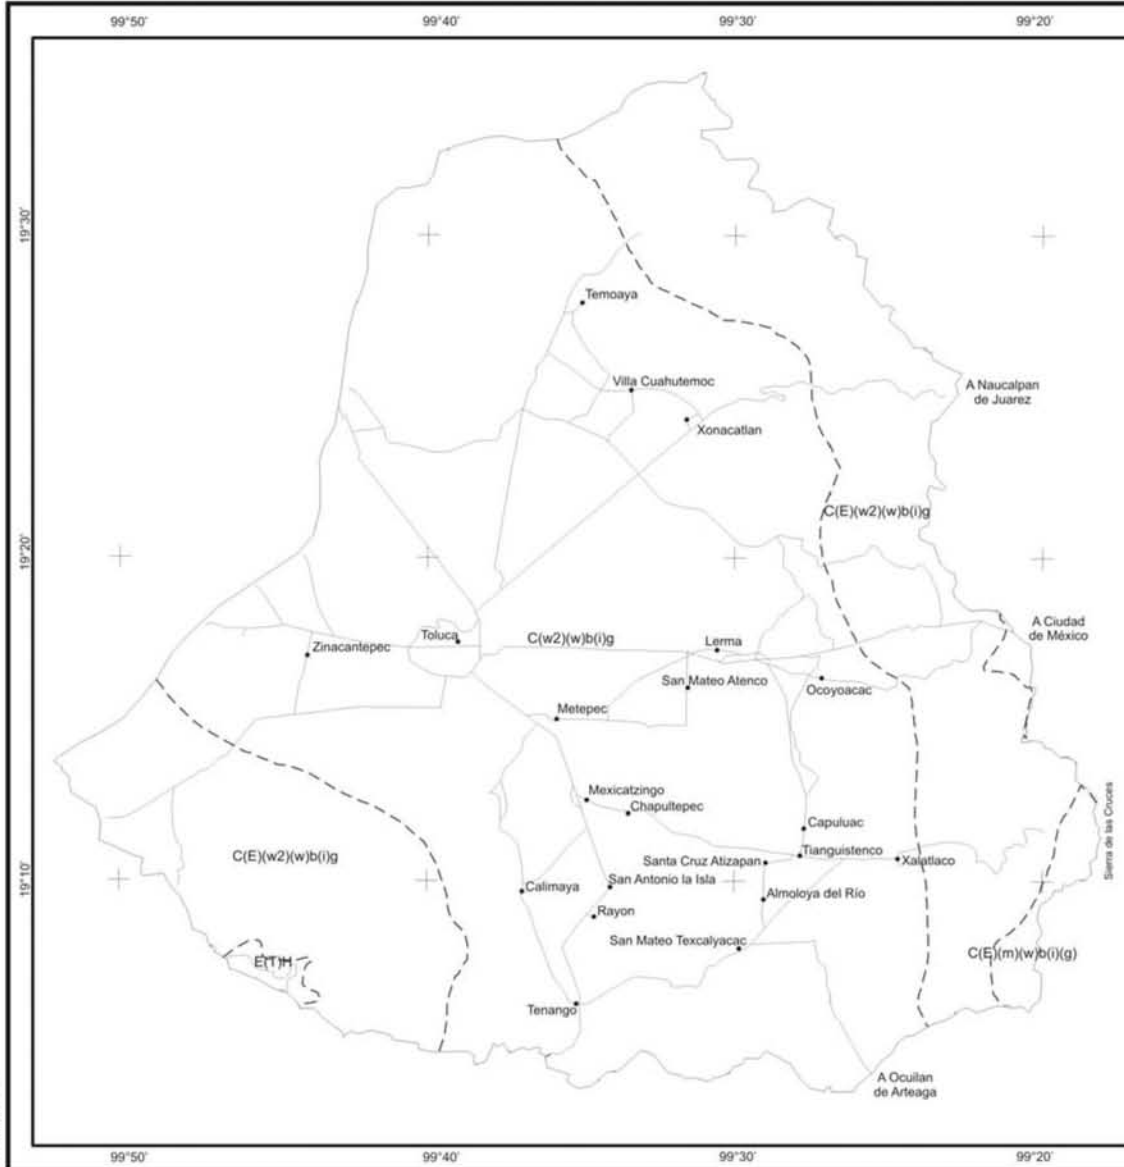 99°50'
99°40'
99°30'
99°20'
19°30'
Temoaya
Villa Cuahutemoc
A Naucalpan
de Juarez
Xonacatlan
C(E)(w2)(w)b(i)g
19°20'
A Ciudad
de México
Toluca
C(w2)(w)b(i)g
Lerma
Zinacantepec
San Mateo Atenco
Ocoyoacac
Metepec
Mexicatzingo
Chapultepec
Sierra de las Cruces
Capuluac
C(E)(w2)(w)b(i)g
Tianguistenco
Santa Cruz Atizapan
Xalatlaco
19°10'
San Antonio la Isla
Calimaya
Almoloya del Río
Rayon
San Mateo Texcalyacac
C(E)(m)(w)b(i)(g)
E(T)H
Tenango
A Ocuilan
de Arteaga
99°50'
99°40'
99°30'
99°20'